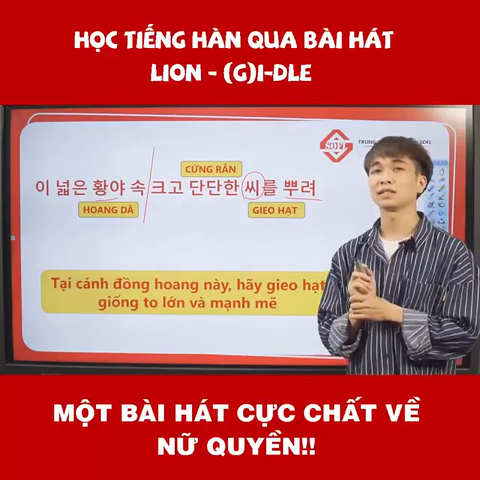 HỌC TIẾNG HÀN QUA BÀI HÁT
LION - (G)I-DLE
SOFL
CỨNG RẮN
이 넓은 황야 속 크고 단단한 씨를 뿌려
HOANG DÃ
GIEO HẠT
Tại cánh đồng hoang này, hãy gieo hạt
giống to lớn và mạnh mẽ
MỘT BÀI HÁT CỰC CHẤT VỀ
NỮ QUYỀN!!